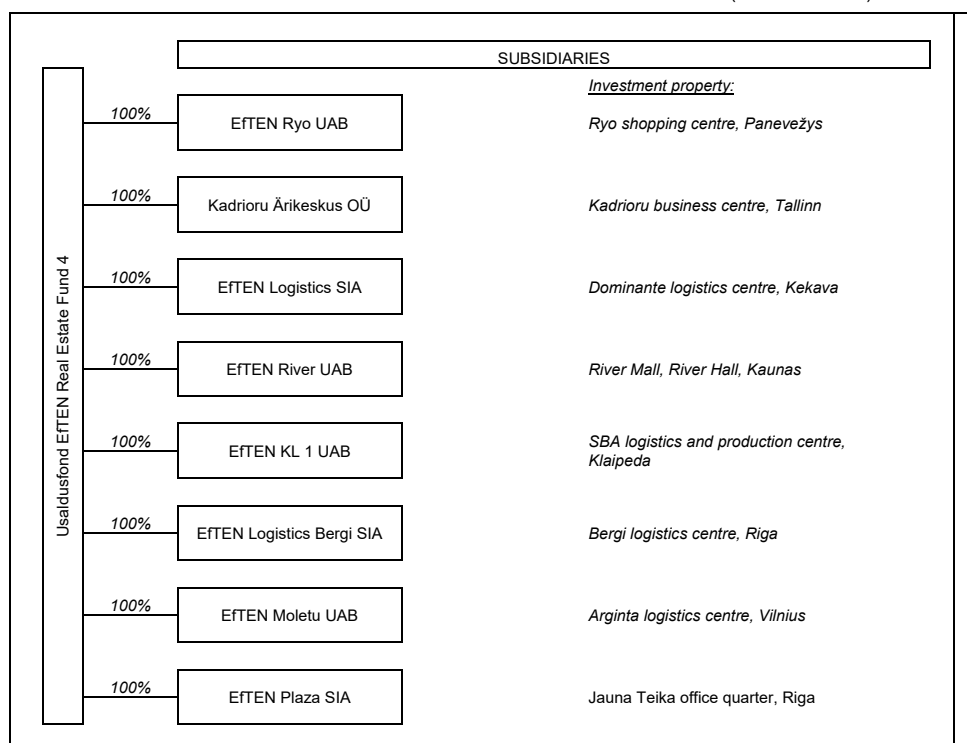 SUBSIDIARIES
Investment property:
Usaldusfond EfTEN Real Estate Fund 4
100%
EfTEN Ryo UAB
Ryo shopping centre, Panevežys
100%
Kadrioru Ärikeskus OÜ
Kadrioru business centre, Tallinn
100%
EfTEN Logistics SIA
Dominante logistics centre, Kekava
100%
EfTEN River UAB
River Mall, River Hall, Kaunas
100%
EfTEN KL 1 UAB
SBA logistics and production centre,
Klaipeda
100%
EfTEN Logistics Bergi SIA
Bergi logistics centre, Riga
100%
EfTEN Moletu UAB
Arginta logistics centre, Vilnius
100%
EfTEN Plaza SIA
Jauna Teika office quarter, Riga